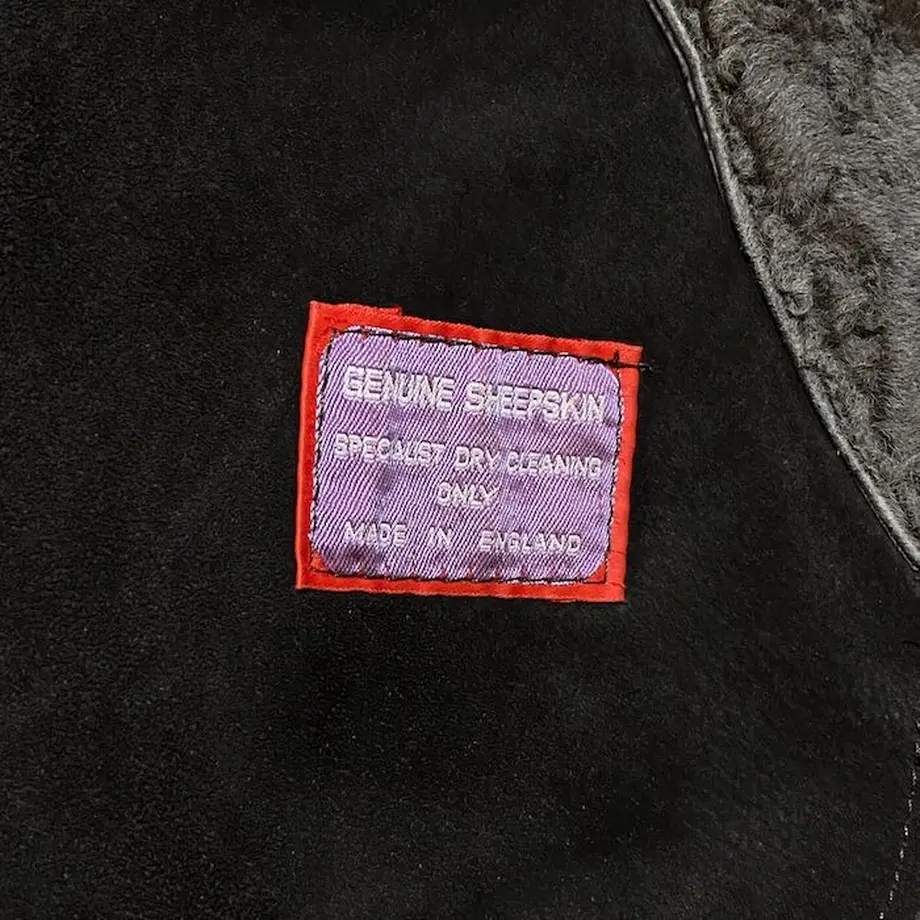 GENUINE SHEEPSKIN
SPECIALIST DRY CLEANING
ONLY
MADE IN ENGLAND